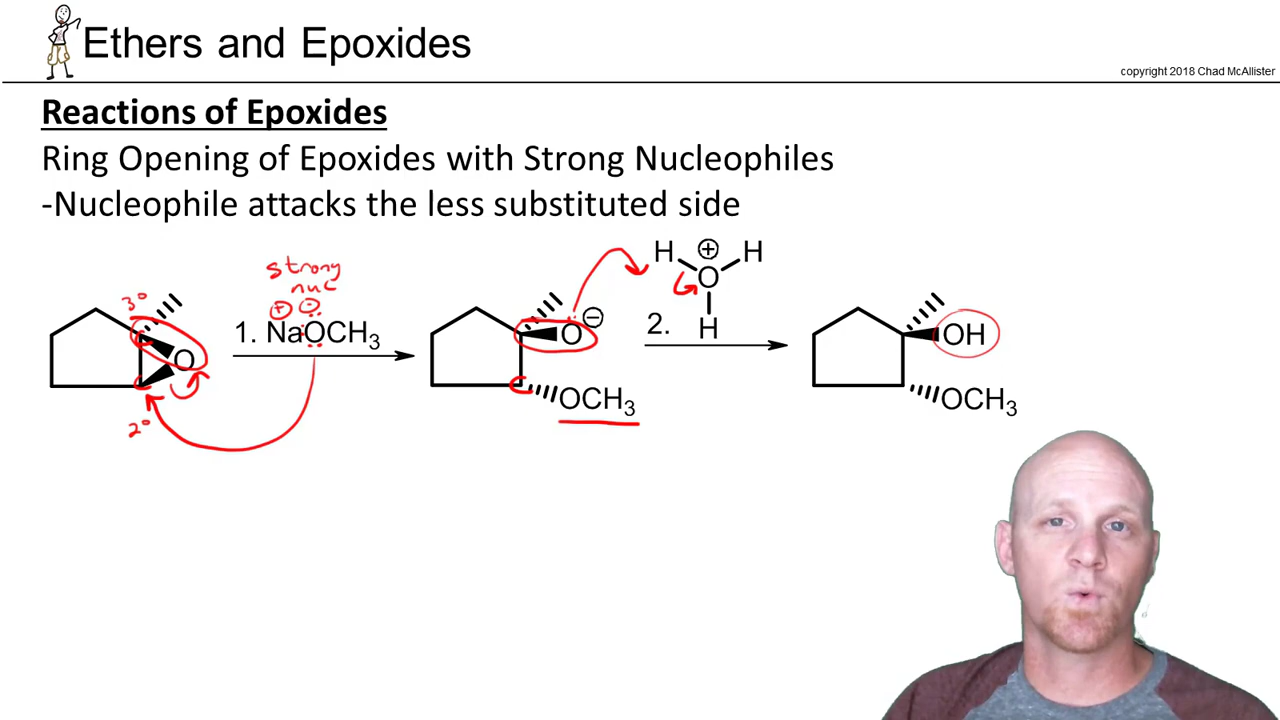 Ethers and Epoxides
copyright 2018 Chad McAllister
Reactions of Epoxides
Ring Opening of Epoxides with Strong Nucleophiles
-Nucleophile attacks the less substituted side
strong
nuc
3°
1. NaOCH₃
O
2°
O⊖
OCH₃
H ⊕ H
O
2. H
OH
OCH₃